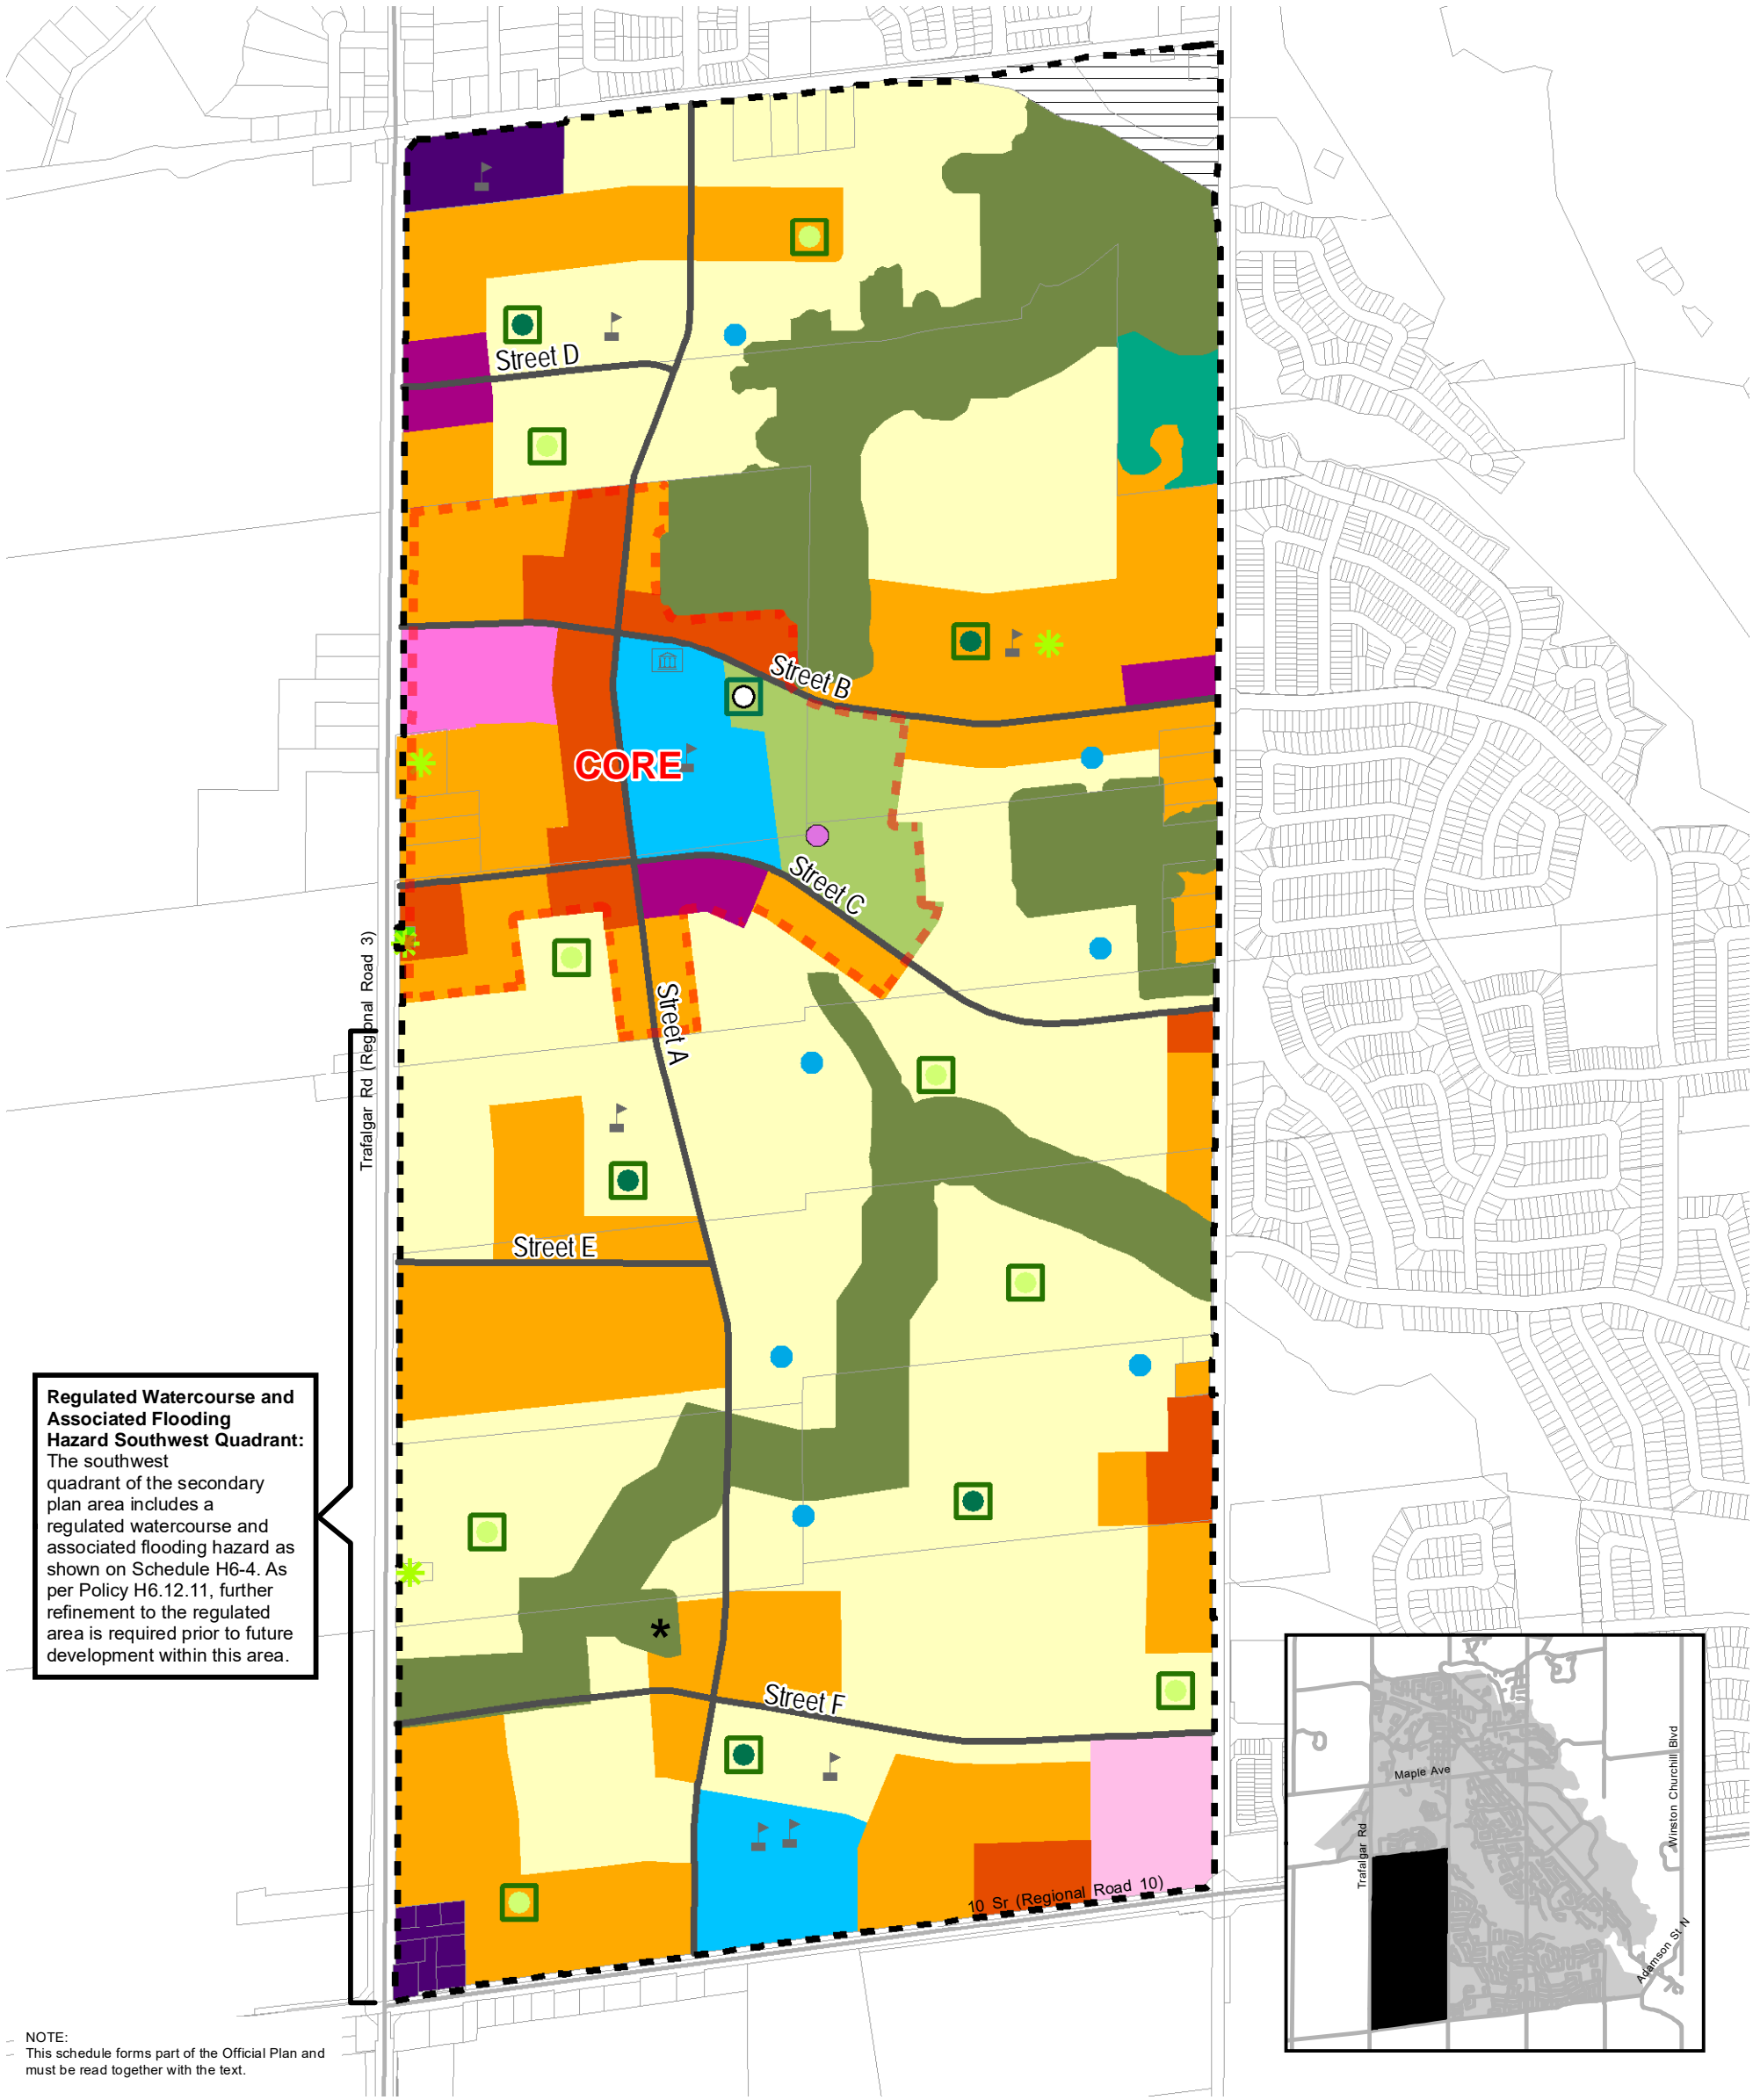 Street D
Street B
CORE
Street C
Street A
Trafalgar Rd (Regional Road 3)
Street E
Regulated Watercourse and
Associated Flooding
Hazard Southwest Quadrant:
The southwest
quadrant of the secondary
plan area includes a
regulated watercourse and
associated flooding hazard as
shown on Schedule H6-4. As
per Policy H6.12.11, further
refinement to the regulated
area is required prior to future
development within this area.
*
Street F
10 Sr (Regional Road 10)
Maple Ave
Trafalgar Rd
Winston Churchill Blvd
Adamson St N
NOTE:
This schedule forms part of the Official Plan and
must be read together with the text.